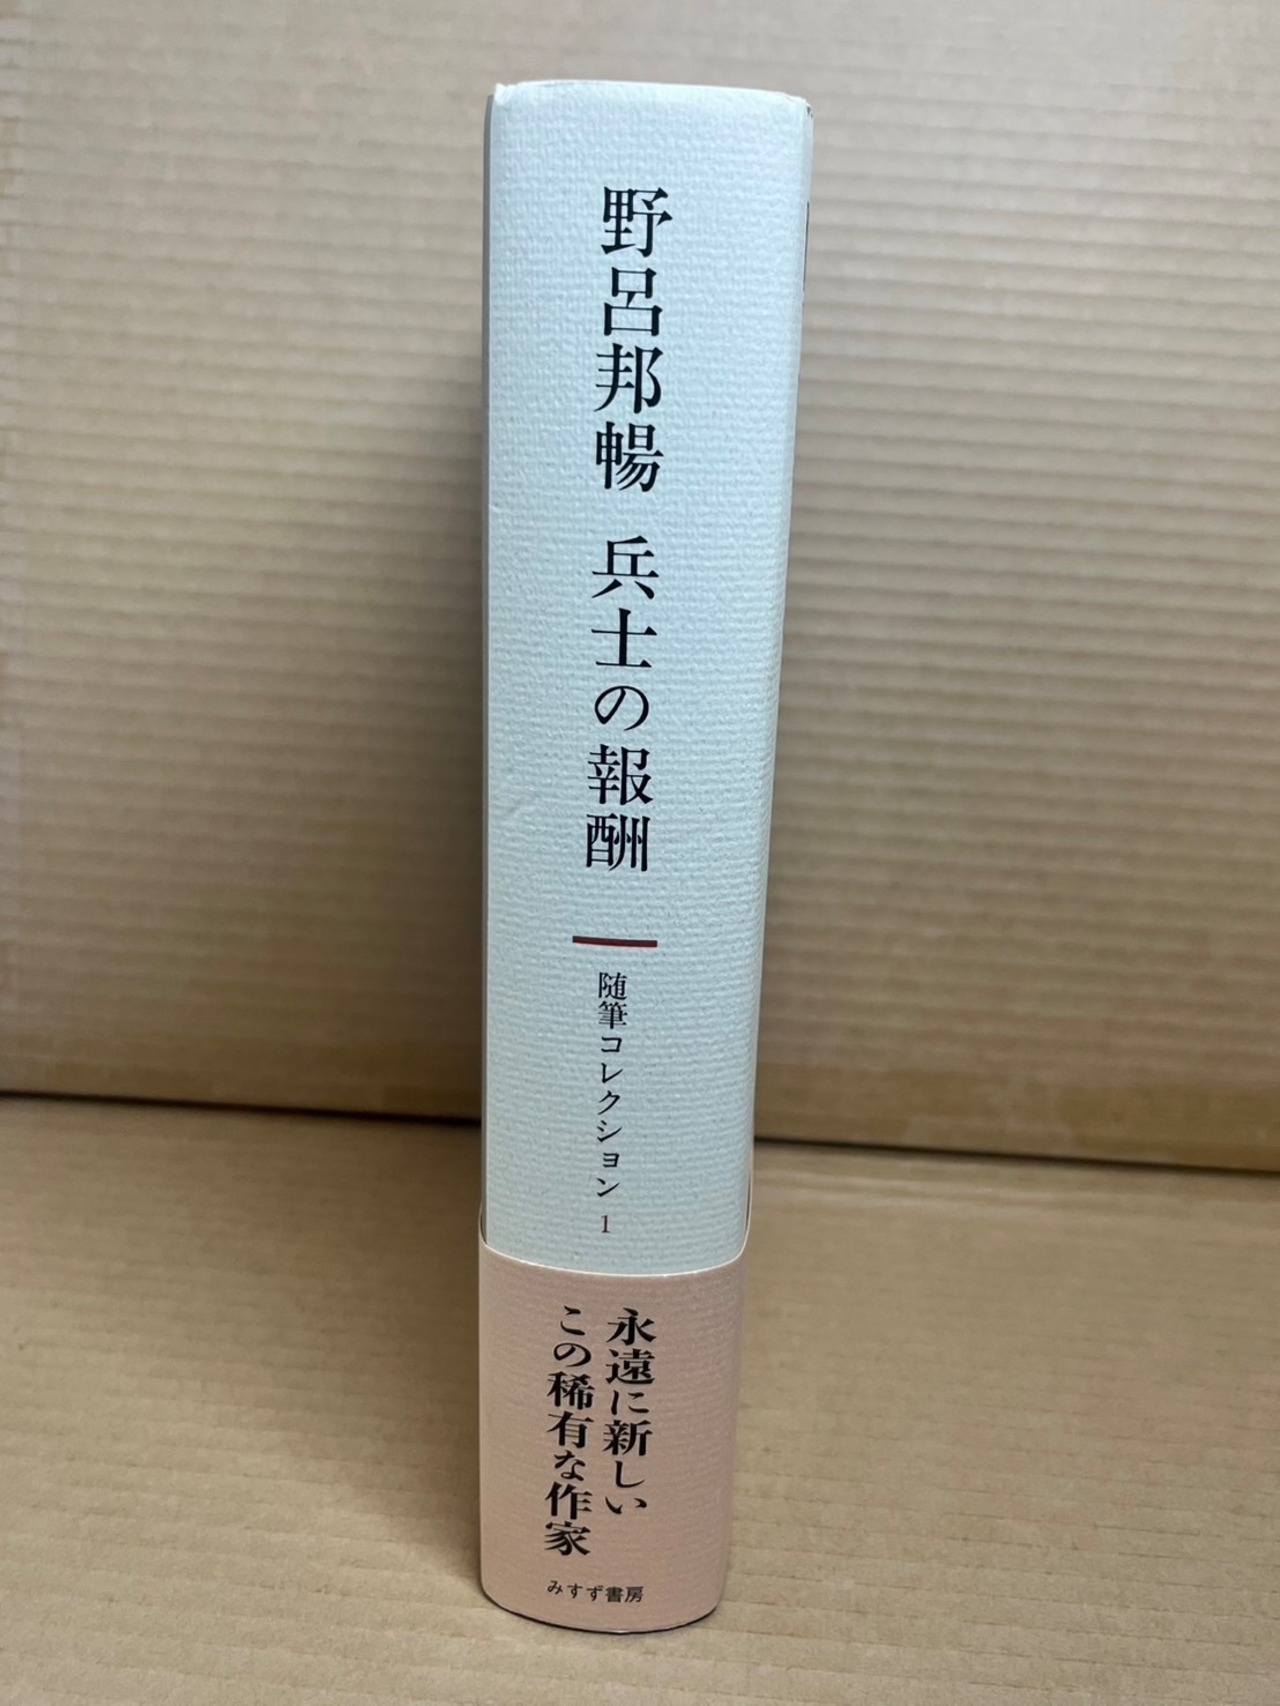 野呂邦暢 兵士の報酬
随筆コレクション 1
永遠に新しい
この稀有な作家
みすず書房